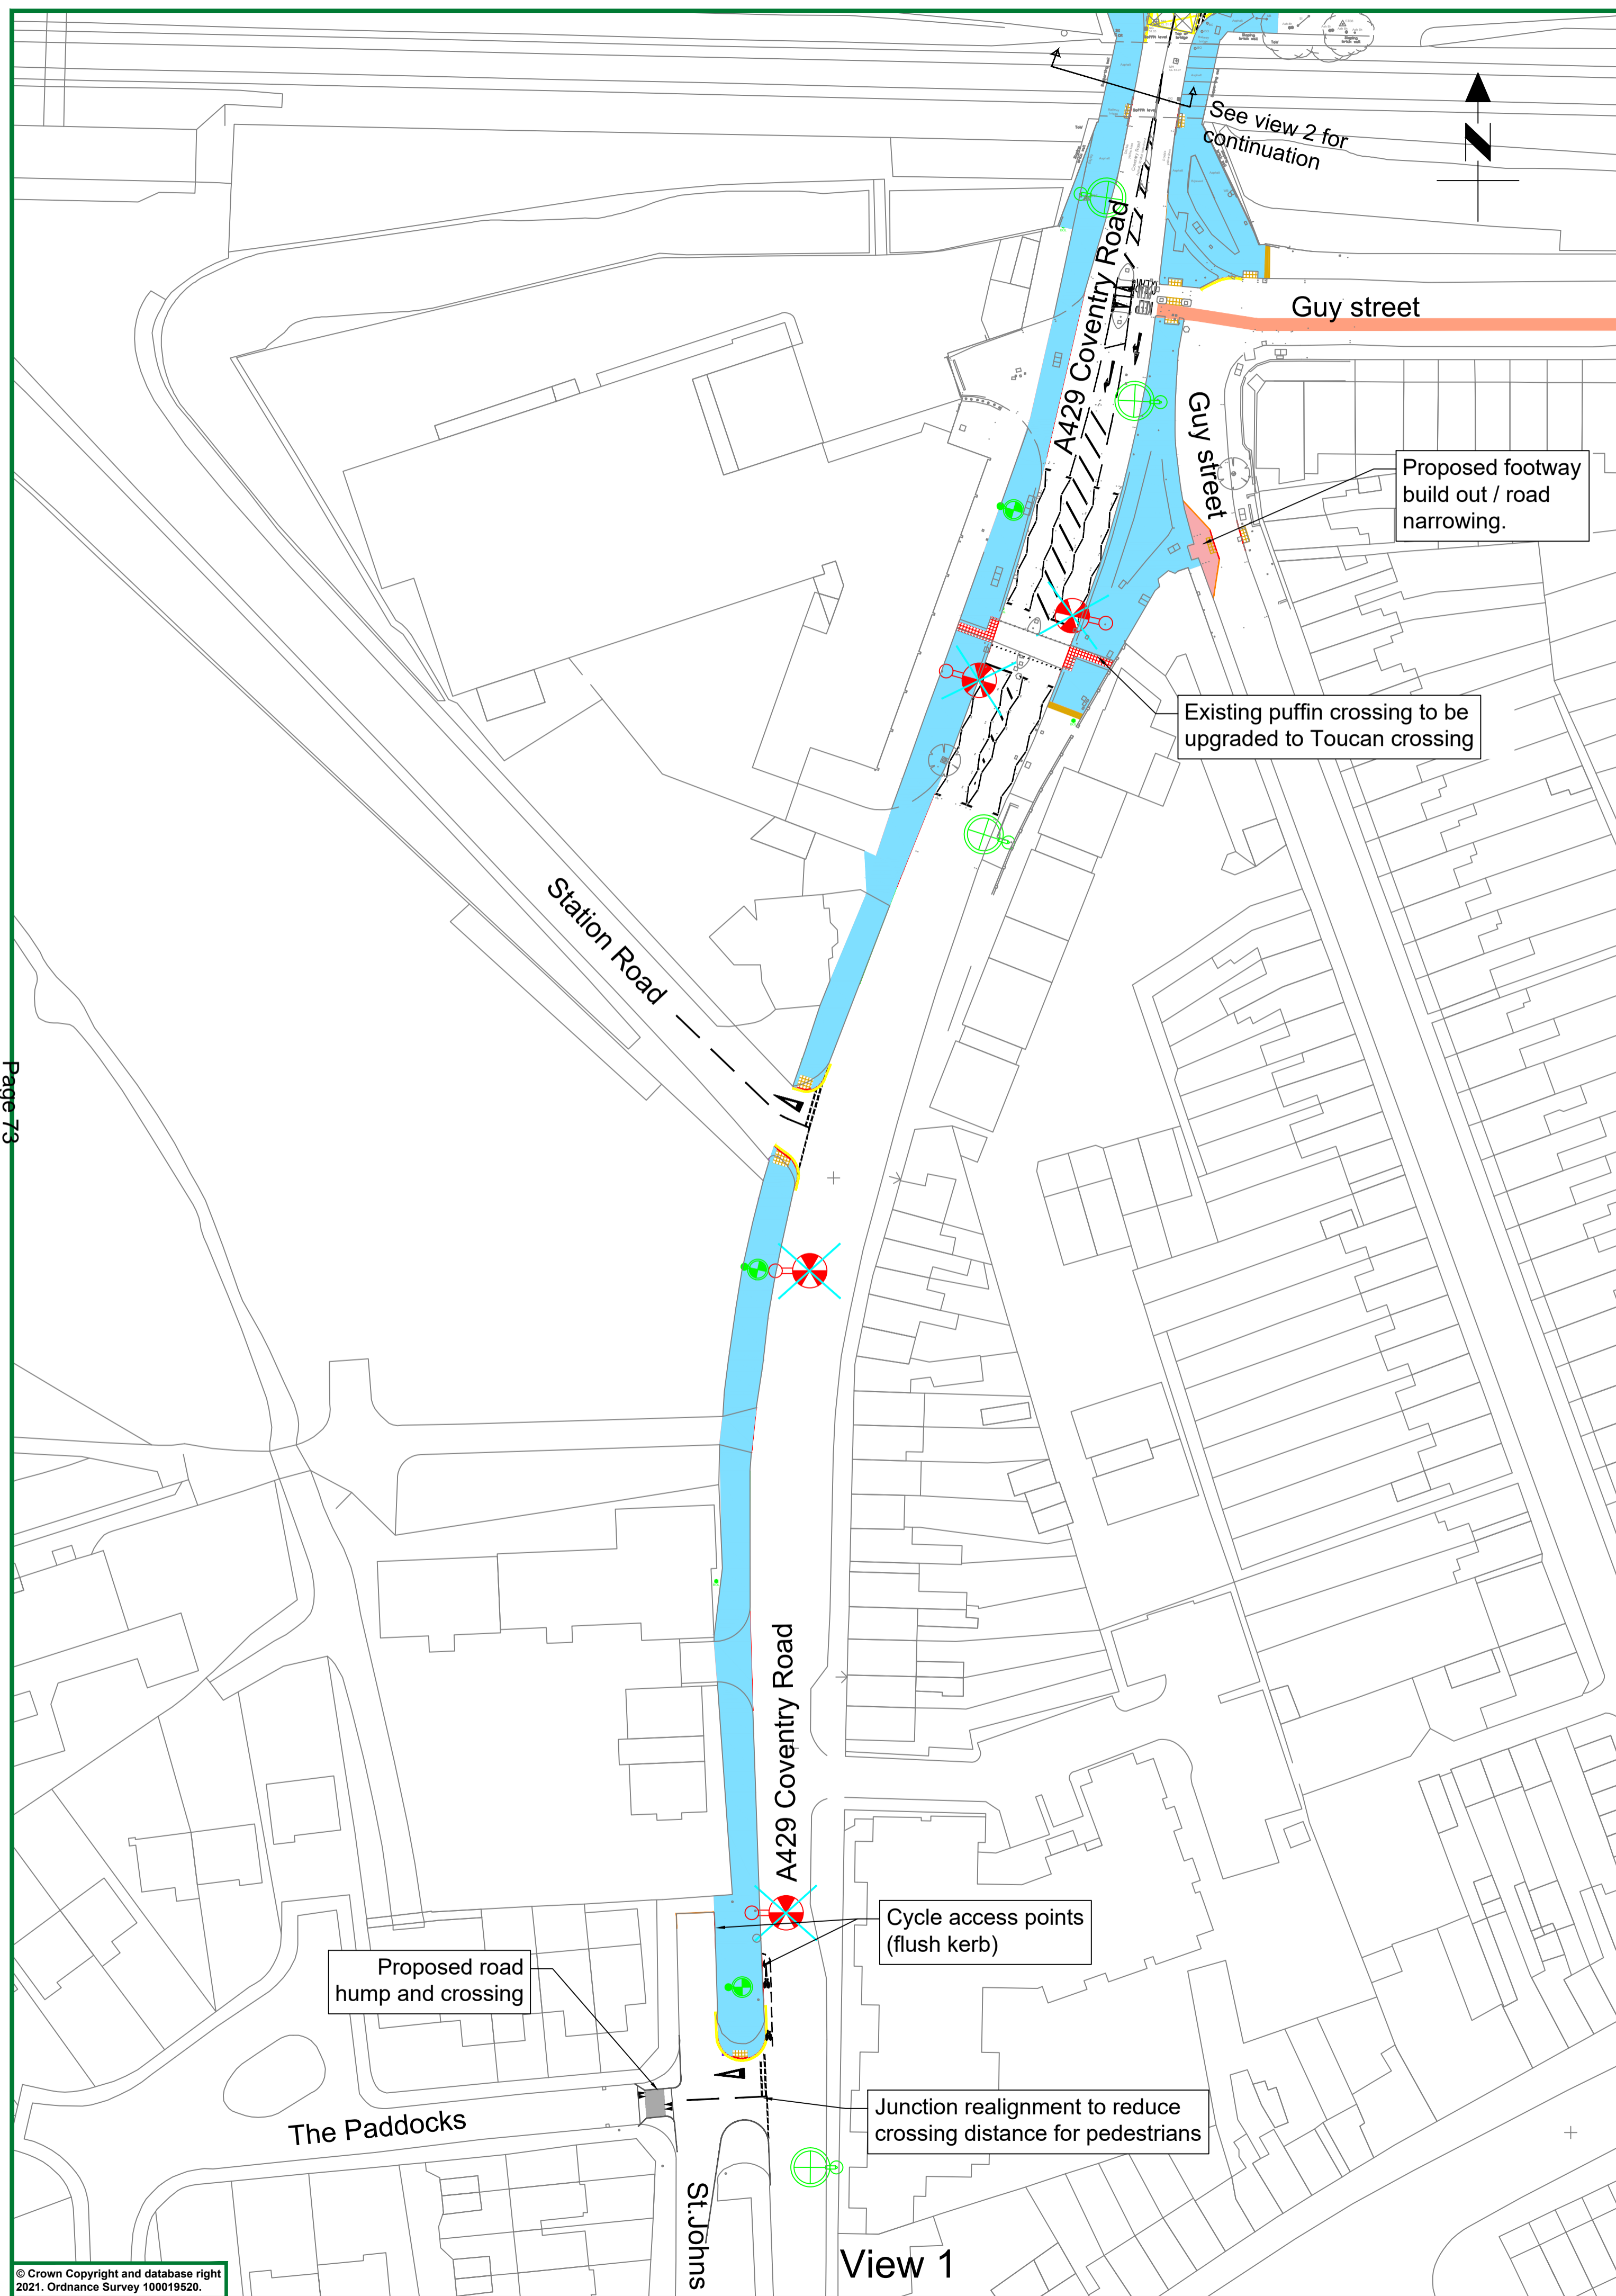 See view 2 for
continuation
N
A429 Coventry Road
Guy street
Guy street
Proposed footway
build out / road
narrowing.
Existing puffin crossing to be
upgraded to Toucan crossing
Station Road
Page 73
A429 Coventry Road
Cycle access points
(flush kerb)
Proposed road
hump and crossing
Junction realignment to reduce
crossing distance for pedestrians
The Paddocks
St.Johns
View 1
© Crown Copyright and database right
2021. Ordnance Survey 100019520.